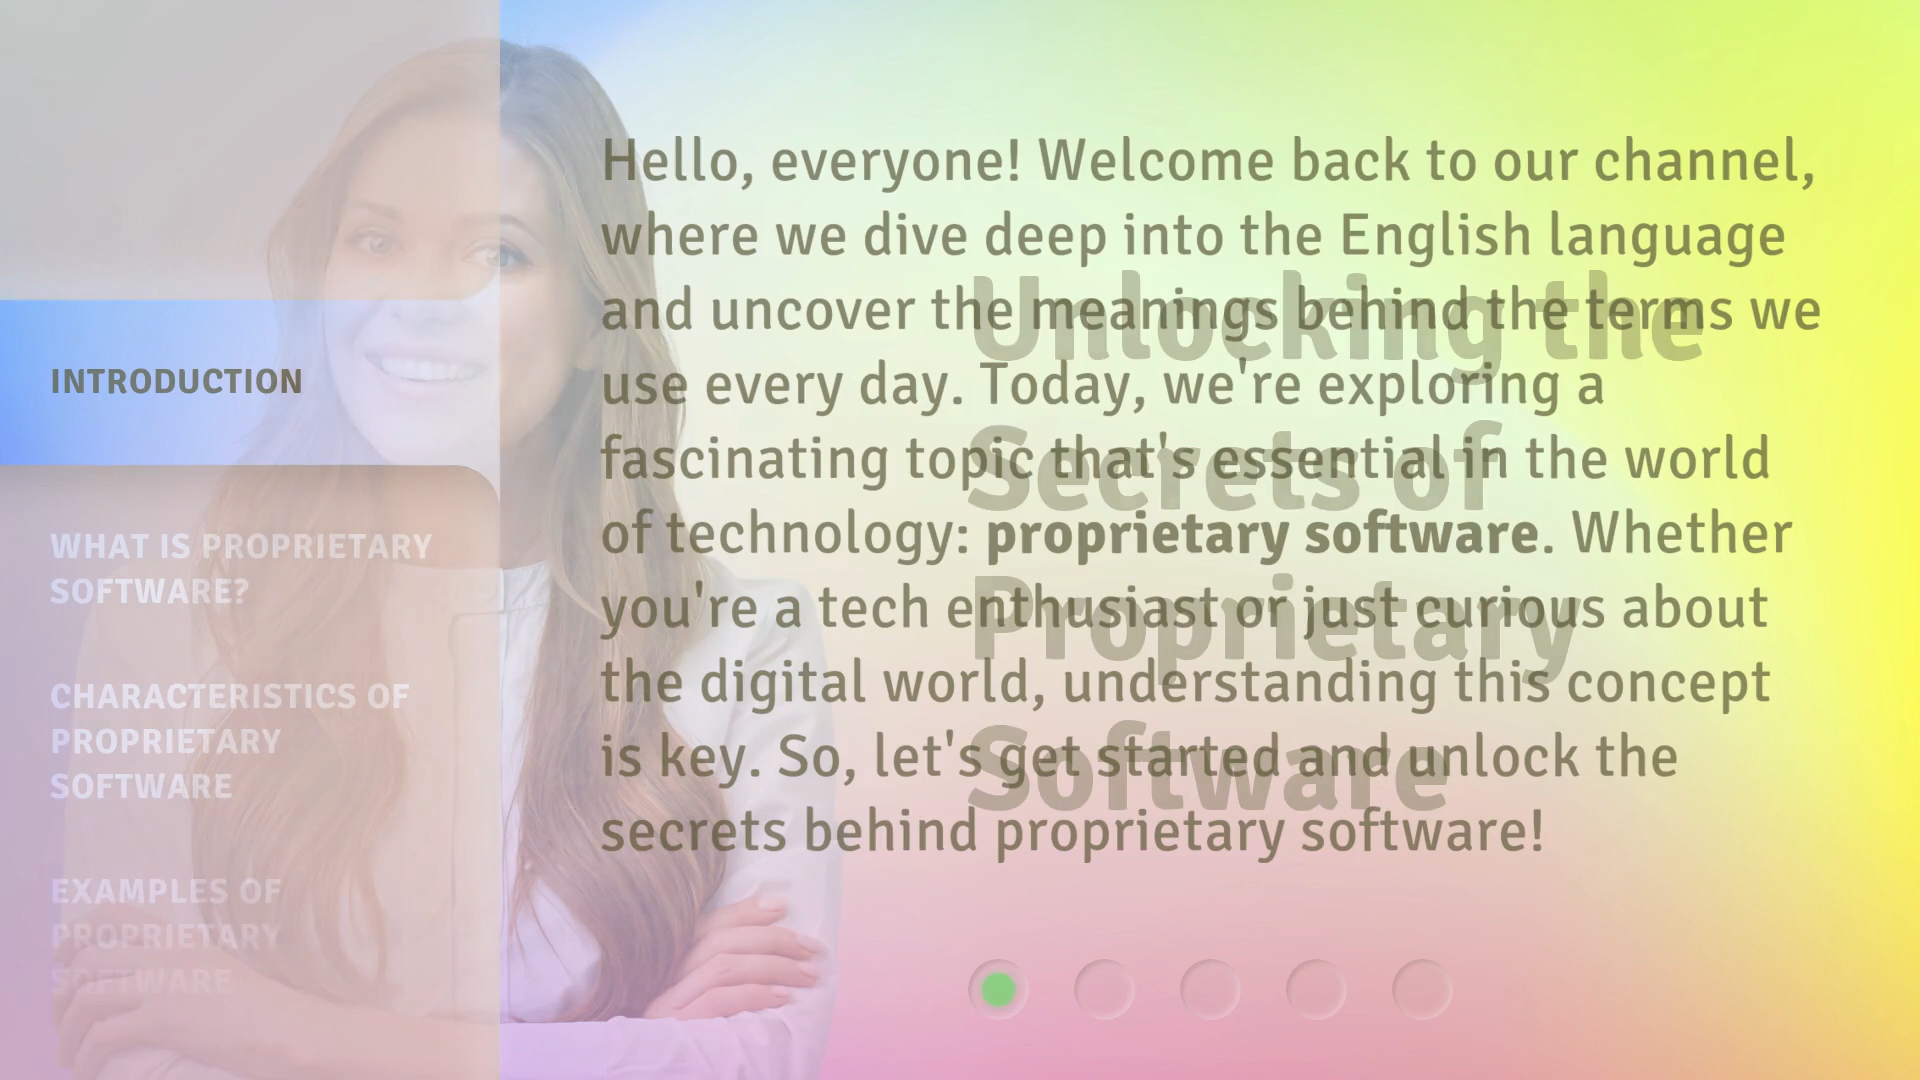 INTRODUCTION
WHAT IS PROPRIETARY
SOFTWARE?
CHARACTERISTICS OF
PROPRIETARY
SOFTWARE
EXAMPLES OF
PROPRIETARY
SOFTWARE
Hello, everyone! Welcome back to our channel,
where we dive deep into the English language
and uncover the meanings behind the terms we
use every day. Today, we're exploring a
fascinating topic that's essential in the world
of technology: proprietary software. Whether
you're a tech enthusiast or just curious about
the digital world, understanding this concept
is key. So, let's get started and unlock the
secrets behind proprietary software!
Unlocking the
Secrets of
Proprietary
Software